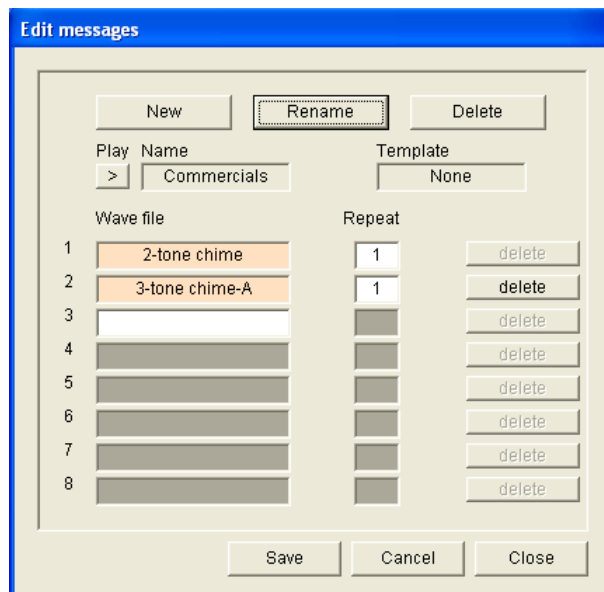 Edit messages
New Rename Delete
Play Name Template
> Commercials None
Wave file Repeat
1 2-tone chime 1 delete
2 3-tone chime-A 1 delete
3 delete
4 delete
5 delete
6 delete
7 delete
8 delete
Save Cancel Close